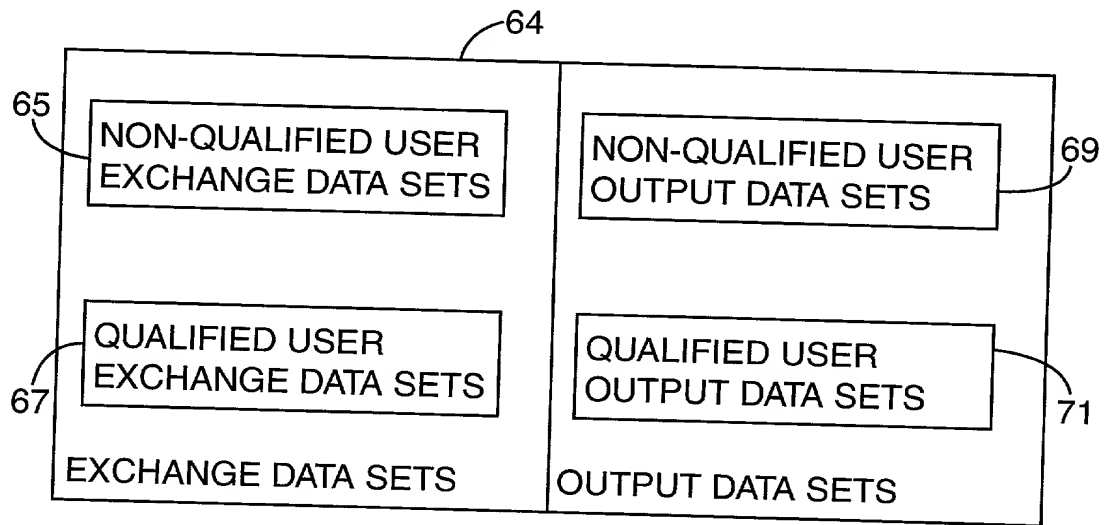 64
65
NON-QUALIFIED USER
EXCHANGE DATA SETS
NON-QUALIFIED USER
OUTPUT DATA SETS
69
QUALIFIED USER
EXCHANGE DATA SETS
67
QUALIFIED USER
OUTPUT DATA SETS
71
EXCHANGE DATA SETS
OUTPUT DATA SETS